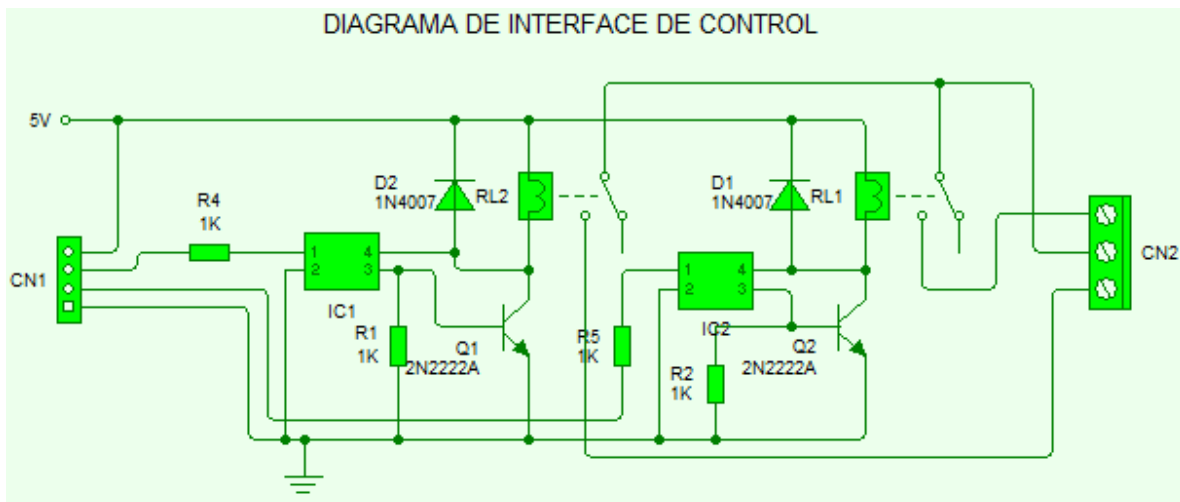 DIAGRAMA DE INTERFACE DE CONTROL
5V
R4
1K
CN1
1 4
2 3
IC1
R1
1K
D2
1N4007
RL2
Q1
2N2222A
R5
1K
1 4
2 3
IC2
R2
1K
D1
1N4007
RL1
Q2
2N2222A
CN2